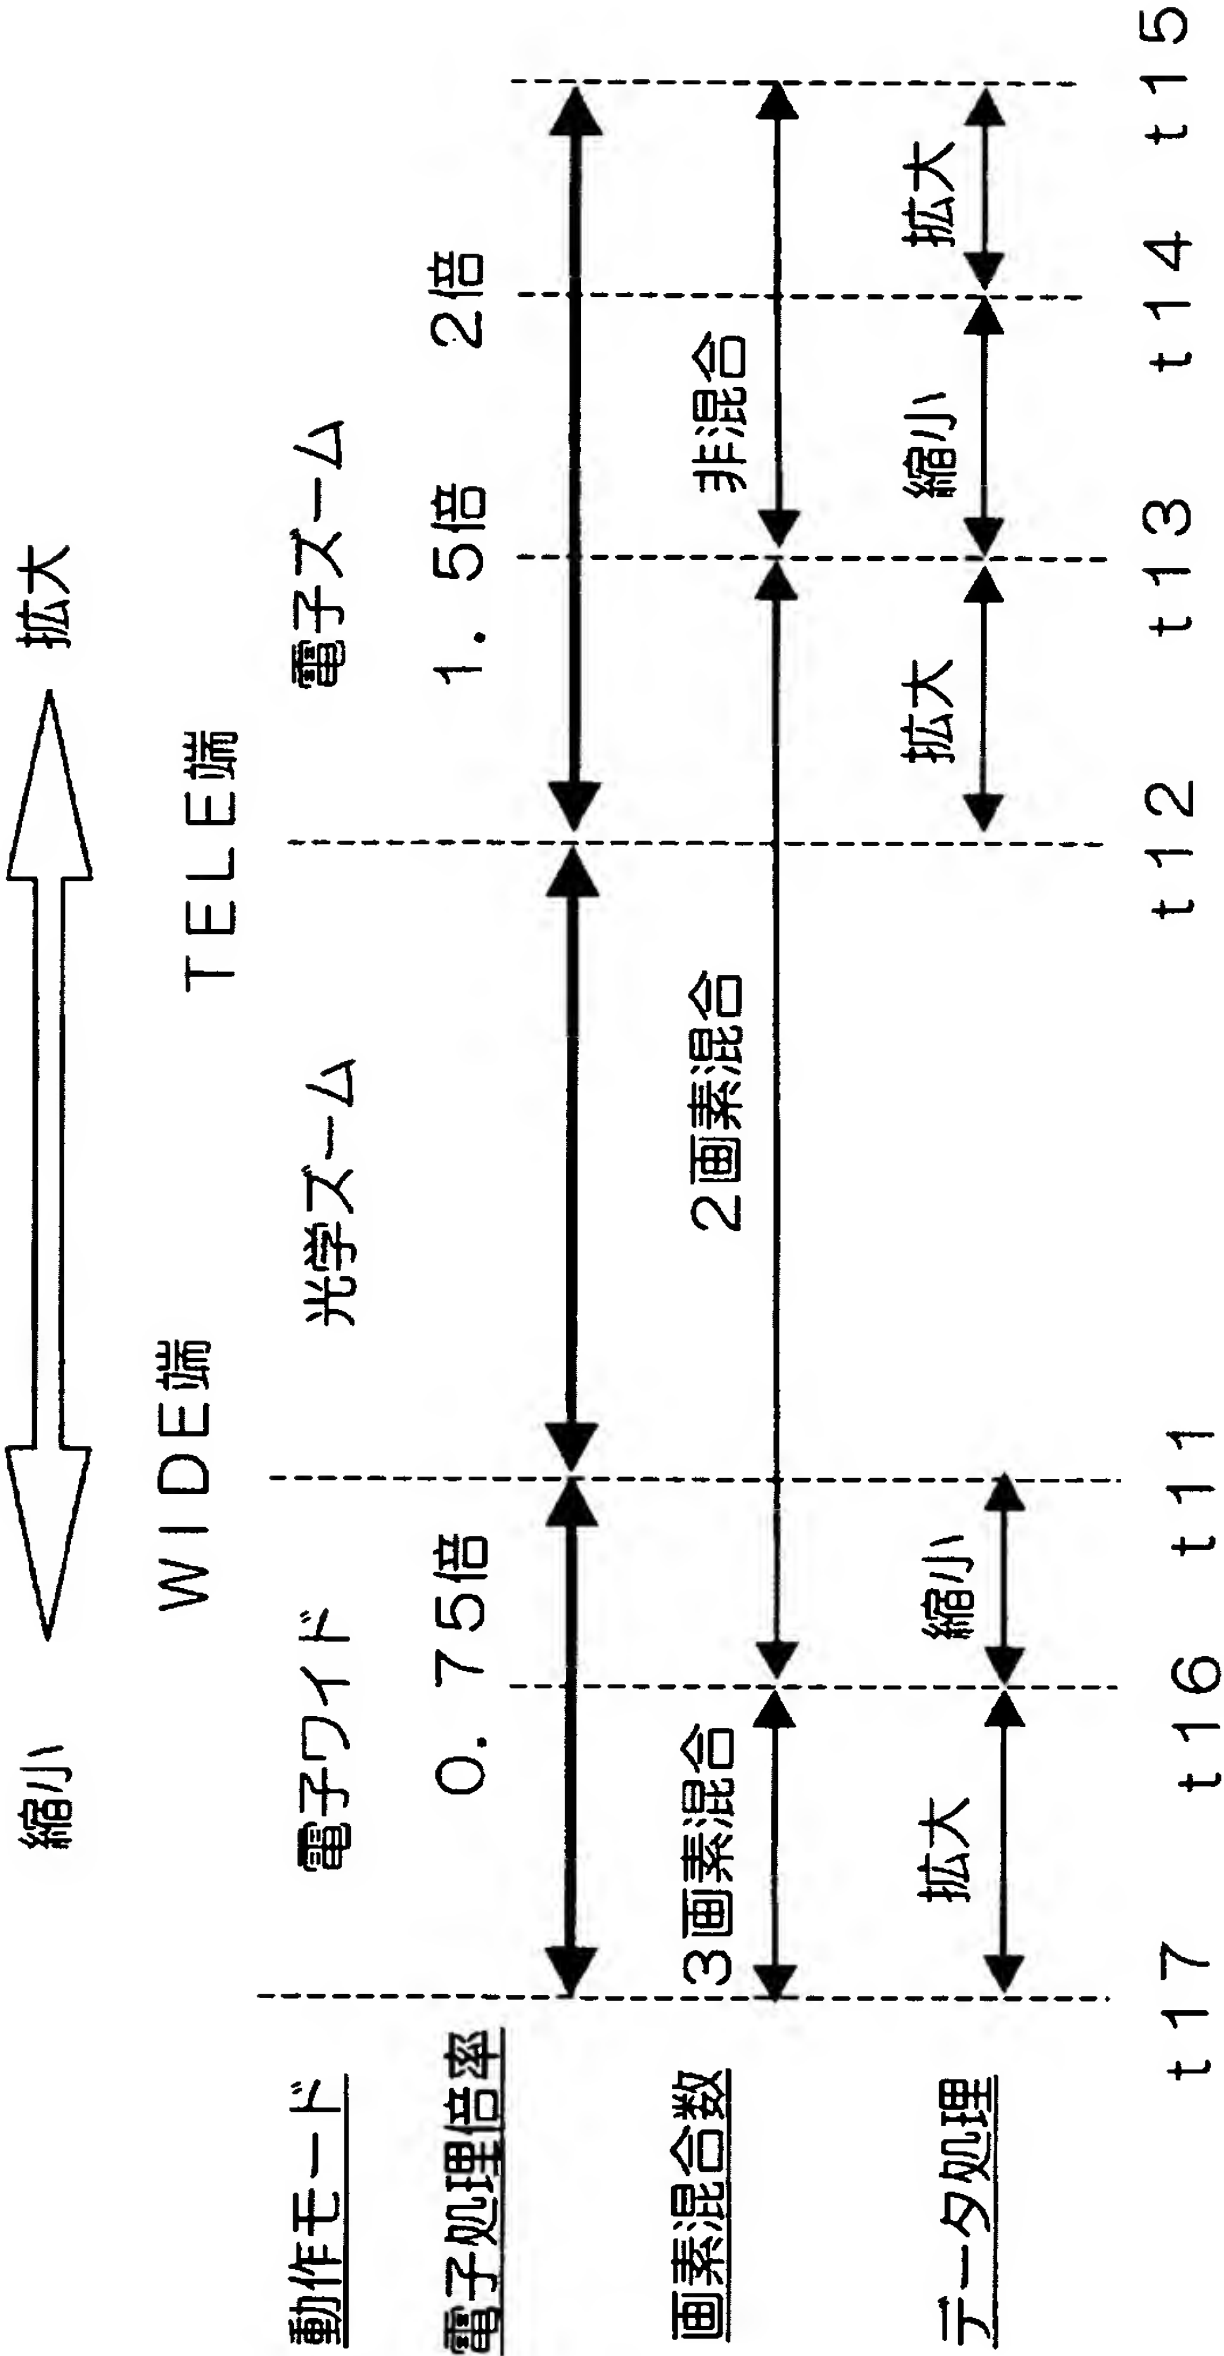 縮小 拡大
WIDE端 TELE端
動作モード 電子ワイド 光学ズーム 電子ズーム
電子処理倍率 0.75倍 1.5倍 2倍
画素混合数 3画素混合 2画素混合 非混合
データ処理 拡大 縮小 拡大 縮小 拡大
t17 t16 t11 t12 t13 t14 t15